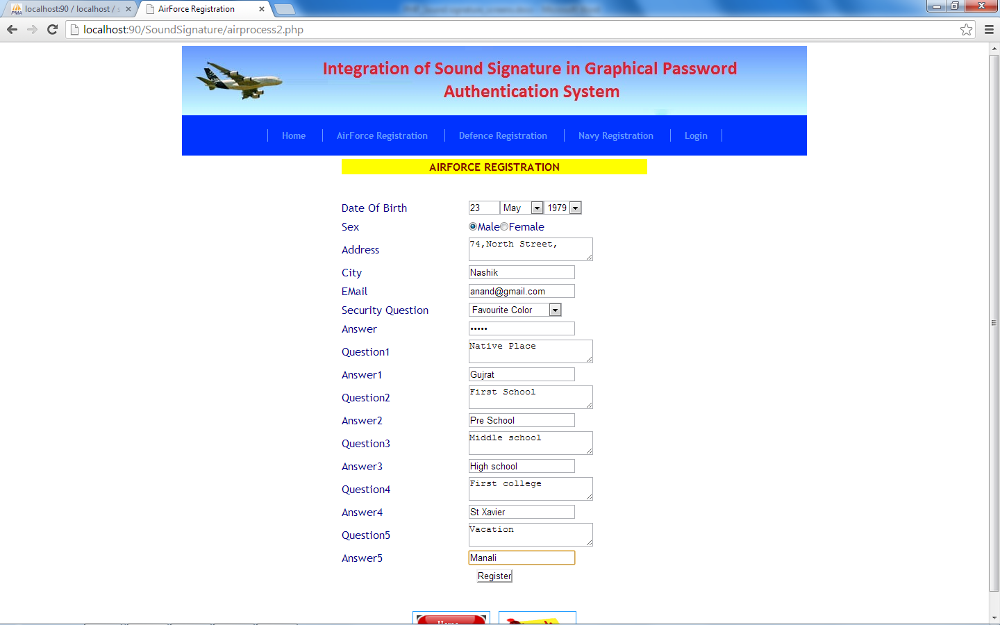 localhost:90 / localhost / s
AirForce Registration
localhost:90/SoundSignature/airprocess2.php
Integration of Sound Signature in Graphical Password
Authentication System
Home
AirForce Registration
Defence Registration
Navy Registration
Login
AIRFORCE REGISTRATION
Date Of Birth 23 May 1979
Sex Male Female
Address 74,North Street,
City Nashik
EMail anand@gmail.com
Security Question Favourite Color
Answer •••••
Question1 Native Place
Answer1 Gujrat
Question2 First School
Answer2 Pre School
Question3 Middle school
Answer3 High school
Question4 First college
Answer4 St Xavier
Question5 Vacation
Answer5 Manali
Register